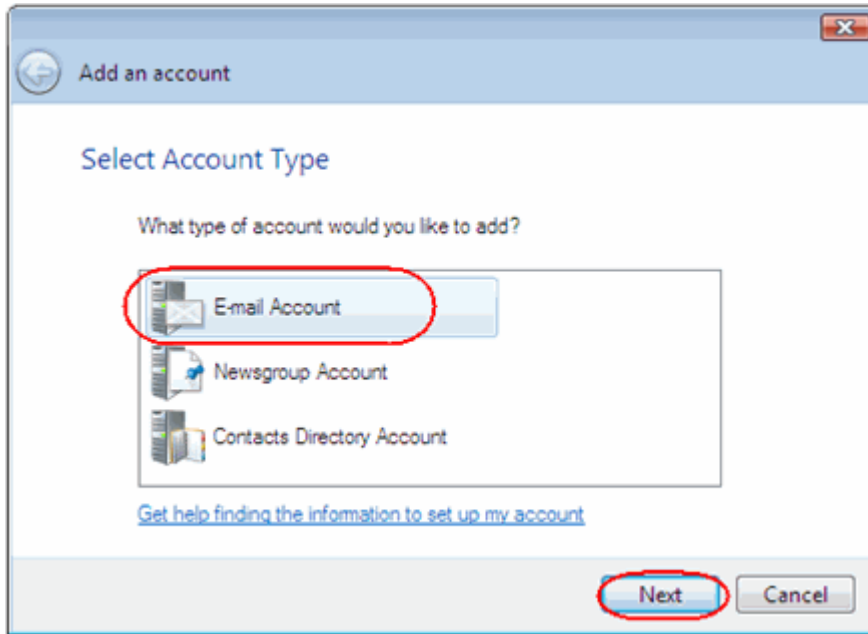 Add an account
Select Account Type
What type of account would you like to add?
E-mail Account
Newsgroup Account
Contacts Directory Account
Get help finding the information to set up my account
Next Cancel